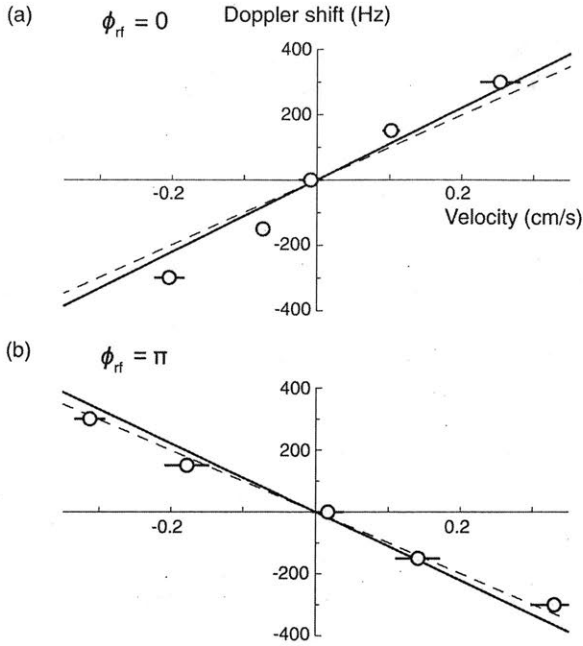 (a)
ϕrf = 0
Doppler shift (Hz)
400
200
-0.2
0.2
Velocity (cm/s)
-200
-400
(b)
ϕrf = π
400
200
-0.2
0.2
-200
-400